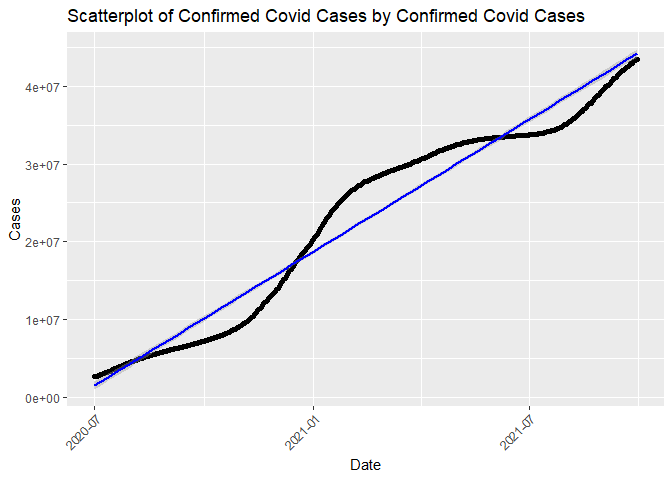 Scatterplot of Confirmed Covid Cases by Confirmed Covid Cases
4e+07
3e+07
2e+07
1e+07
0e+00
Cases
2020-07
2021-01
2021-07
Date